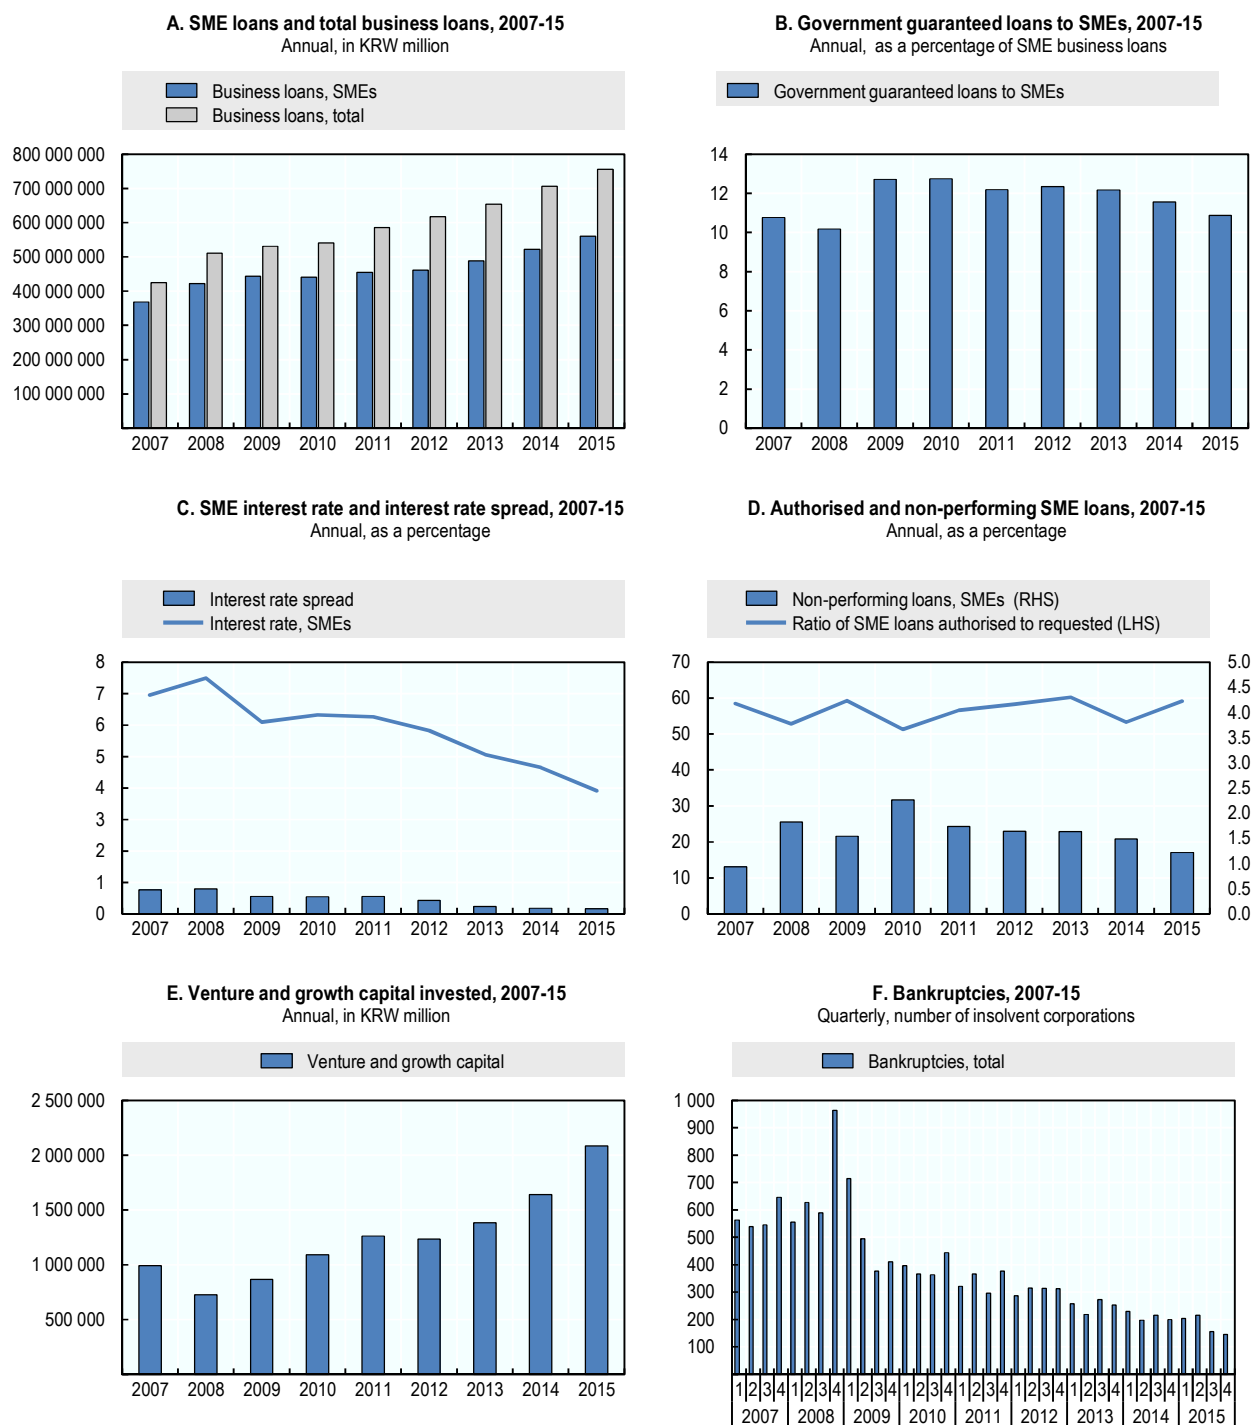 A. SME loans and total business loans, 2007-15
Annual, in KRW million
Business loans, SMEs
Business loans, total
800 000 000
700 000 000
600 000 000
500 000 000
400 000 000
300 000 000
200 000 000
100 000 000
2007 2008 2009 2010 2011 2012 2013 2014 2015
B. Government guaranteed loans to SMEs, 2007-15
Annual, as a percentage of SME business loans
Government guaranteed loans to SMEs
14
12
10
8
6
4
2
0
2007 2008 2009 2010 2011 2012 2013 2014 2015
C. SME interest rate and interest rate spread, 2007-15
Annual, as a percentage
Interest rate spread
Interest rate, SMEs
8
7
6
5
4
3
2
1
0
2007 2008 2009 2010 2011 2012 2013 2014 2015
D. Authorised and non-performing SME loans, 2007-15
Annual, as a percentage
Non-performing loans, SMEs (RHS)
Ratio of SME loans authorised to requested (LHS)
70
60
50
40
30
20
10
0
5.0
4.5
4.0
3.5
3.0
2.5
2.0
1.5
1.0
0.5
0.0
2007 2008 2009 2010 2011 2012 2013 2014 2015
E. Venture and growth capital invested, 2007-15
Annual, in KRW million
Venture and growth capital
2 500 000
2 000 000
1 500 000
1 000 000
500 000
2007 2008 2009 2010 2011 2012 2013 2014 2015
F. Bankruptcies, 2007-15
Quarterly, number of insolvent corporations
Bankruptcies, total
1 000
900
800
700
600
500
400
300
200
100
1 2 3 4 1 2 3 4 1 2 3 4 1 2 3 4 1 2 3 4 1 2 3 4 1 2 3 4 1 2 3 4 1 2 3 4
2007 2008 2009 2010 2011 2012 2013 2014 2015